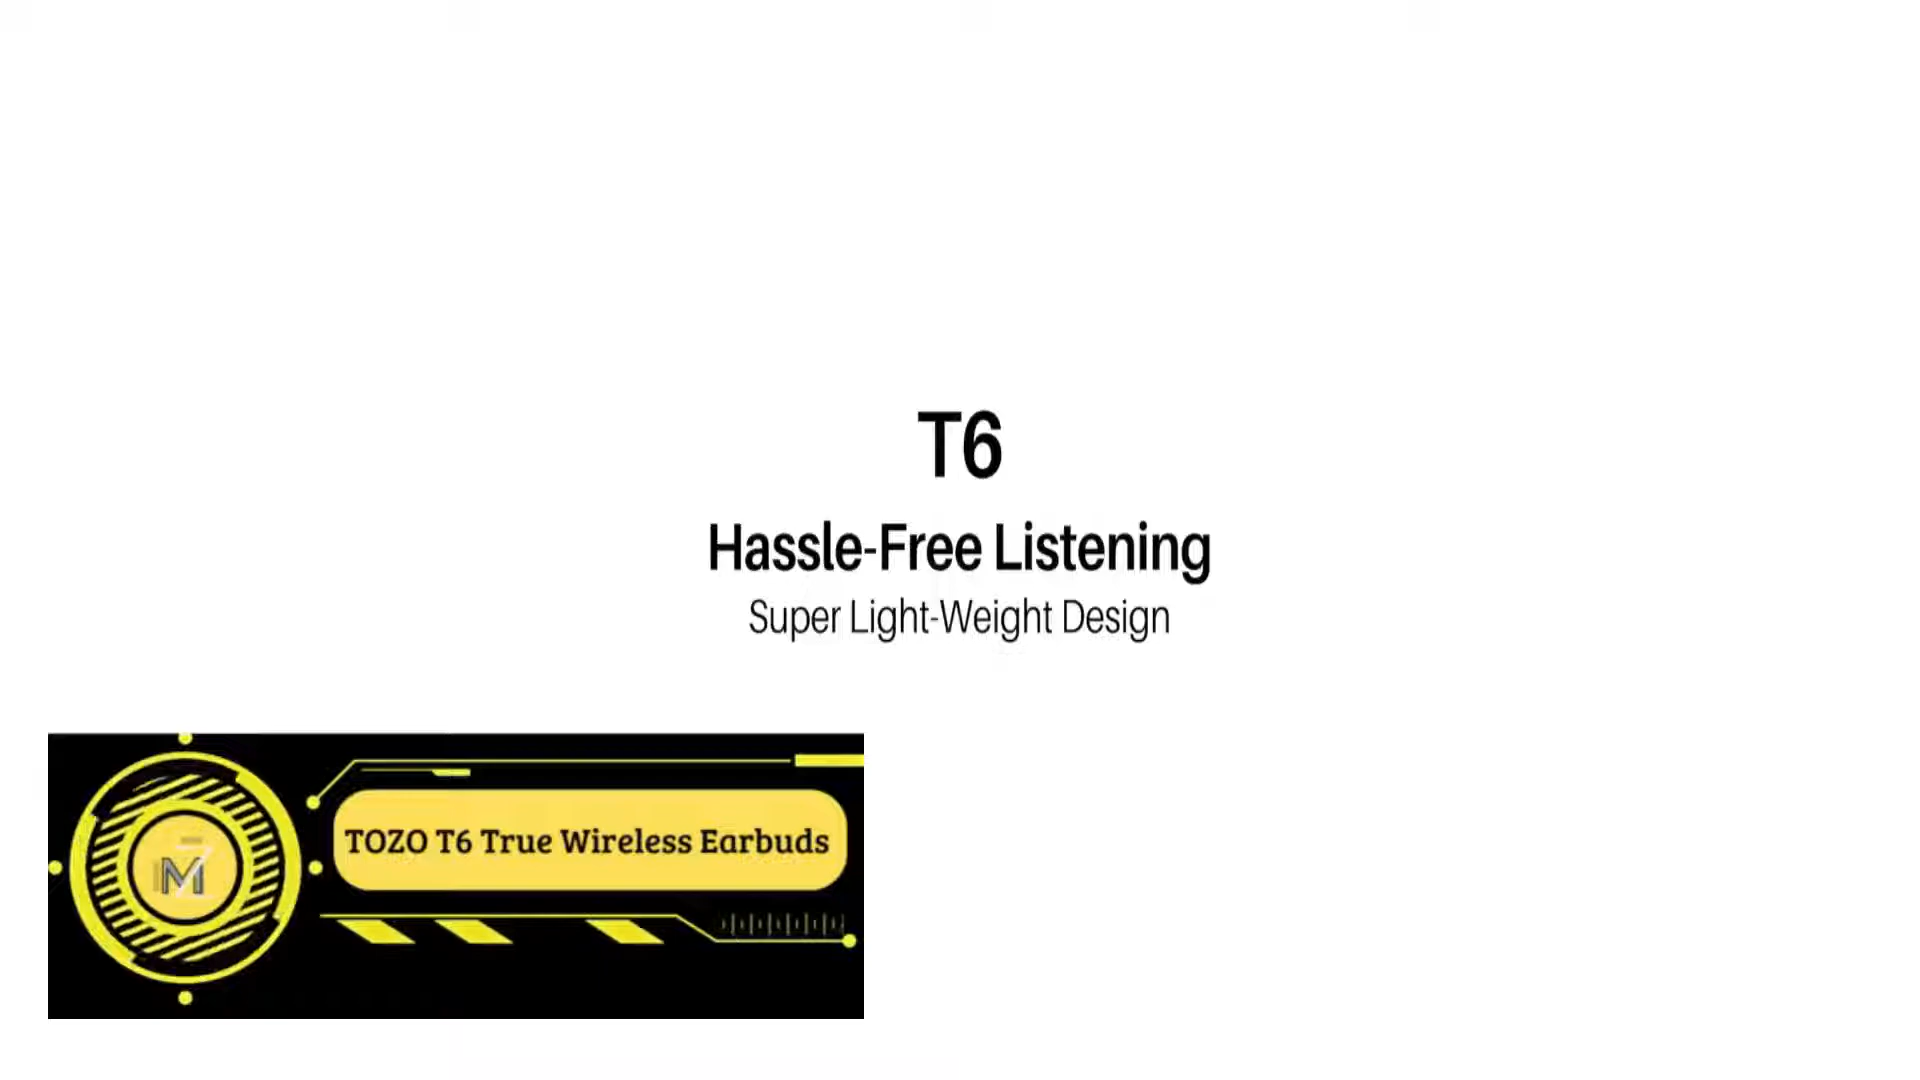 T6
Hassle-Free Listening
Super Light-Weight Design
TOZO T6 True Wireless Earbuds
M